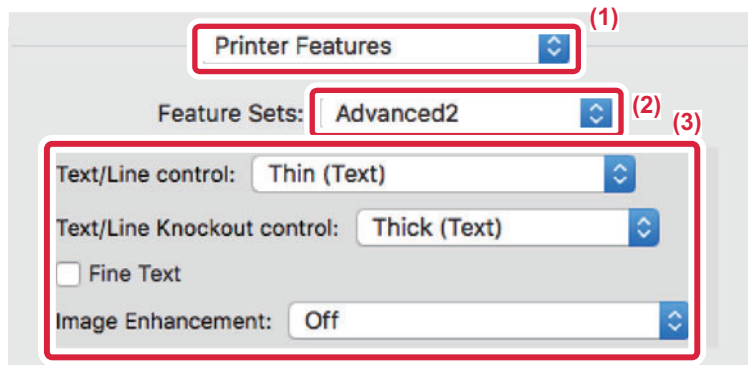 (1)
Printer Features
Feature Sets: Advanced2 (2)
(3)
Text/Line control: Thin (Text)
Text/Line Knockout control: Thick (Text)
Fine Text
Image Enhancement: Off